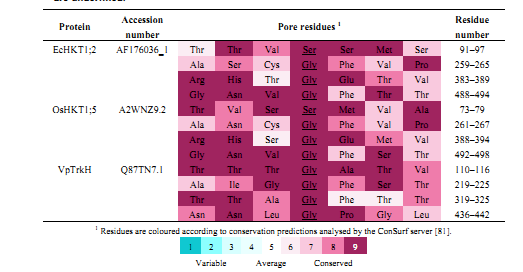 Protein Accession number Pore residues 1 Residue number
EcHKT1;2 AF176036_1 Thr Thr Val Ser Ser Met Ser 91–97
Ala Ser Cys Gly Phe Val Pro 259–265
Arg His Thr Gly Glu Thr Val 383–389
Gly Asn Val Gly Phe Thr Thr 488–494
OsHKT1;5 A2WNZ9.2 Thr Val Ser Ser Met Val Ala 73–79
Ala Asn Cys Gly Phe Val Pro 261–267
Arg His Ser Gly Glu Met Val 388–394
Gly Asn Val Gly Phe Ser Thr 492–498
VpTrkH Q87TN7.1 Thr Thr Thr Gly Ala Thr Val 110–116
Ala Ile Gly Gly Phe Ser Thr 219–225
Thr Thr Ala Gly Phe Thr Thr 319–325
Asn Asn Leu Gly Pro Gly Leu 436–442
1 Residues are coloured according to conservation predictions analysed by the ConSurf server [81].
1 2 3 4 5 6 7 8 9
Variable Average Conserved